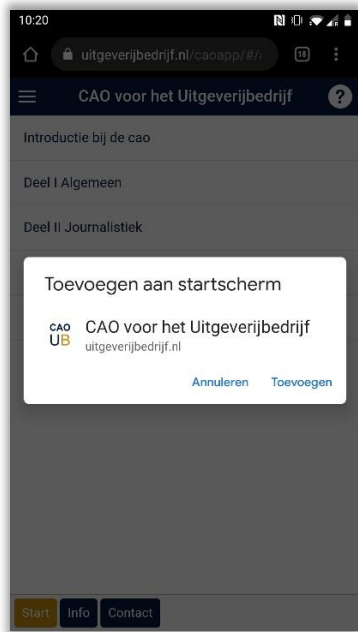 10:20
uitgeverijbedrijf.nl/caoapp/#/
18
CAO voor het Uitgeverijbedrijf ?
Introductie bij de cao
Deel I Algemeen
Deel II Journalistiek
Toevoegen aan startscherm
CAO UB
CAO voor het Uitgeverijbedrijf
uitgeverijbedrijf.nl
Annuleren Toevoegen
Start Info Contact